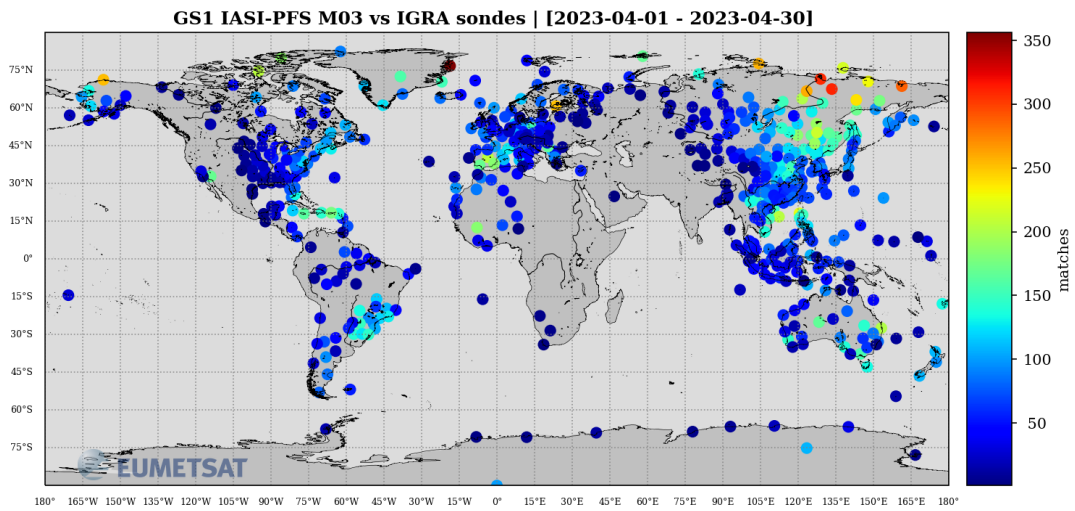 GS1 IASI-PFS M03 vs IGRA sondes | [2023-04-01 - 2023-04-30]
75°N
60°N
45°N
30°N
15°N
0°
15°S
30°S
45°S
60°S
75°S
180° 165°W 150°W 135°W 120°W 105°W 90°W 75°W 60°W 45°W 30°W 15°W 0° 15°E 30°E 45°E 60°E 75°E 90°E 105°E 120°E 135°E 150°E 165°E 180°
EUMETSAT
350
300
250
200
150
100
50
matches